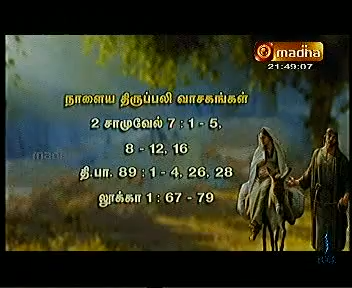 madha
21:49:07
நாளைய திருப்பலி வாசகங்கள்
2 சாமுவேல் 7 : 1 - 5,
8 - 12, 16
தி.பா. 89 : 1 - 4, 26, 28
லூக்கா 1 : 67 - 79